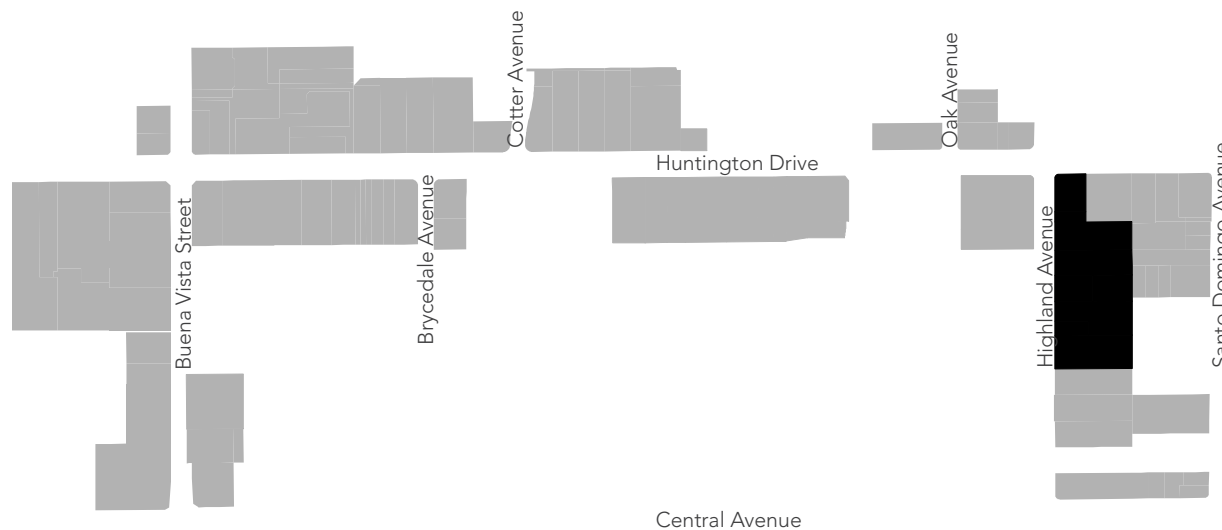 Cotter Avenue
Oak Avenue
Huntington Drive
Buena Vista Street
Brycedale Avenue
Highland Avenue
Santo Domingo Avenue
Central Avenue